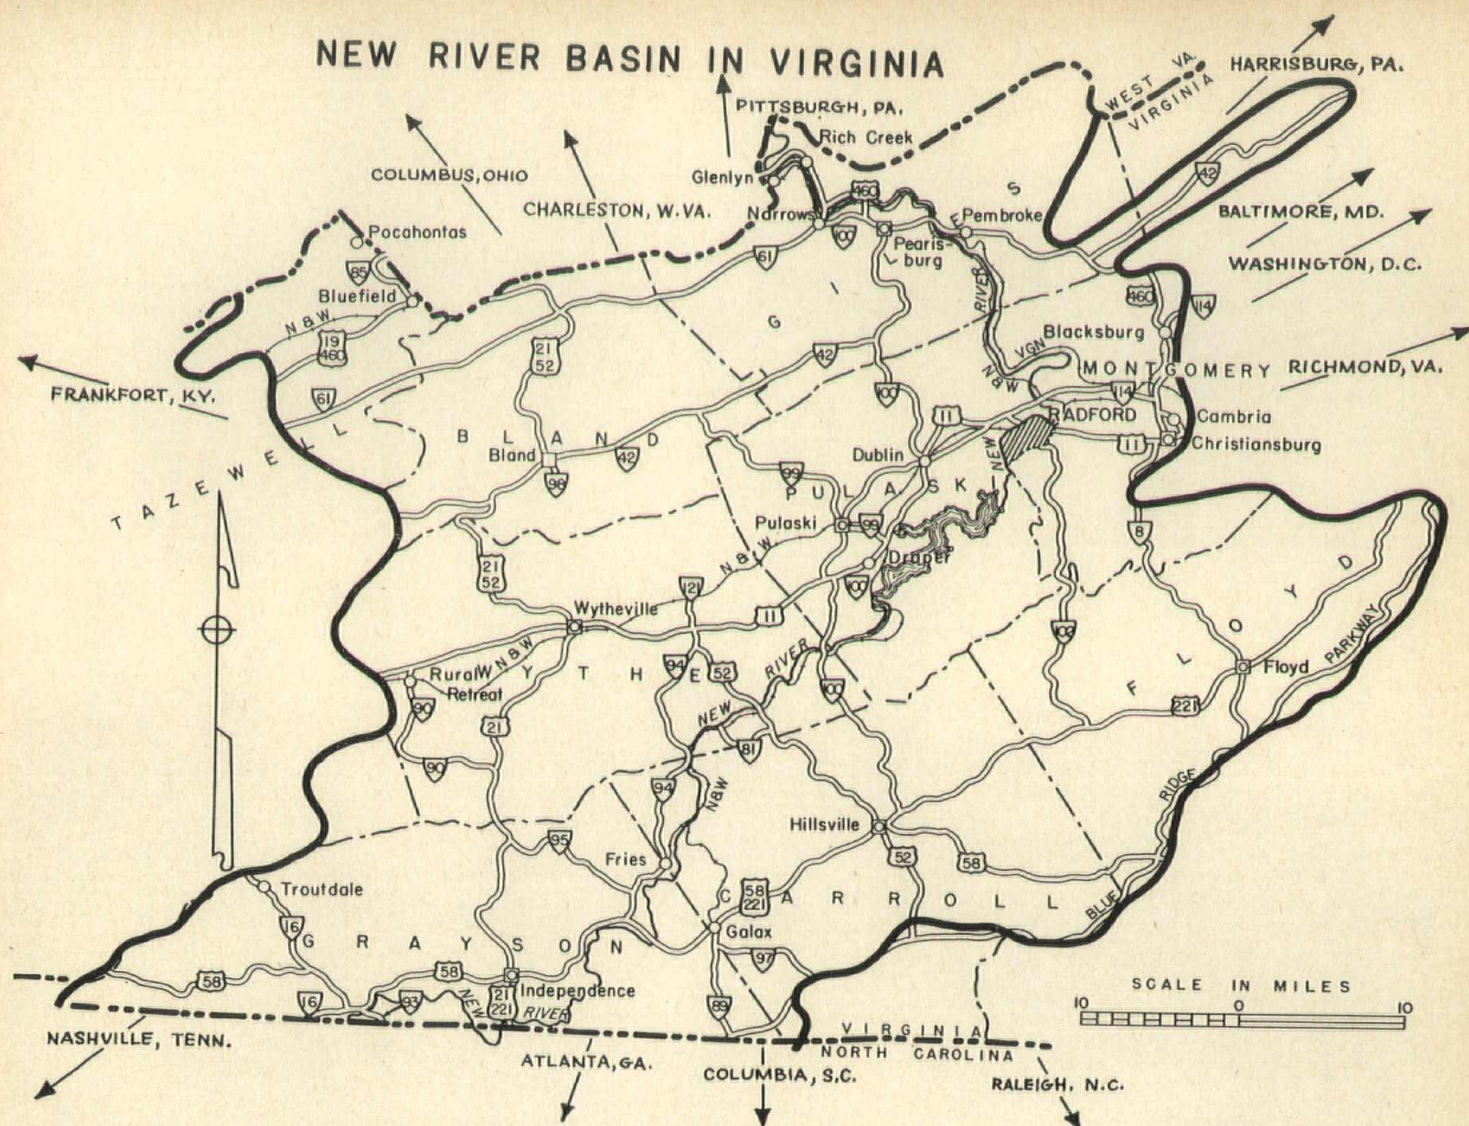 NEW RIVER BASIN IN VIRGINIA
HARRISBURG, PA.
WEST VA.
VIRGINIA
PITTSBURGH, PA.
Rich Creek
COLUMBUS, OHIO
Glenlyn
42
CHARLESTON, W. VA.
Narrows
460
Pembroke
BALTIMORE, MD.
Pocahontas
100
Pearis-
burg
WASHINGTON, D.C.
61
85
Bluefield
N&W
RIVER
460
114
19
460
21
52
GILES
Blacksburg
VGN
N&W
42
MONTGOMERY
RICHMOND, VA.
FRANKFORT, KY.
61
100
114
11
RADFORD
Cambria
TAZEWELL
BLAND
Bland
42
98
Dublin
NEW
11
Christiansburg
99
PULASKI
Pulaski
99
8
N&W
Draper
21
52
121
100
11
Wytheville
102
FLOYD
PARKWAY
N&W
RIVER
Rural
Retreat
WYTHE
94
52
100
Floyd
90
21
NEW
221
81
90
94
N&W
RIDGE
95
Hillsville
52
58
Fries
Troutdale
58
221
CARROLL
BLUE
16
GRAYSON
Galax
97
58
58
SCALE IN MILES
16
93
NEW
21
221
Independence
RIVER
89
10 0 10
VIRGINIA
NORTH CAROLINA
NASHVILLE, TENN.
ATLANTA, GA.
COLUMBIA, S.C.
RALEIGH, N.C.